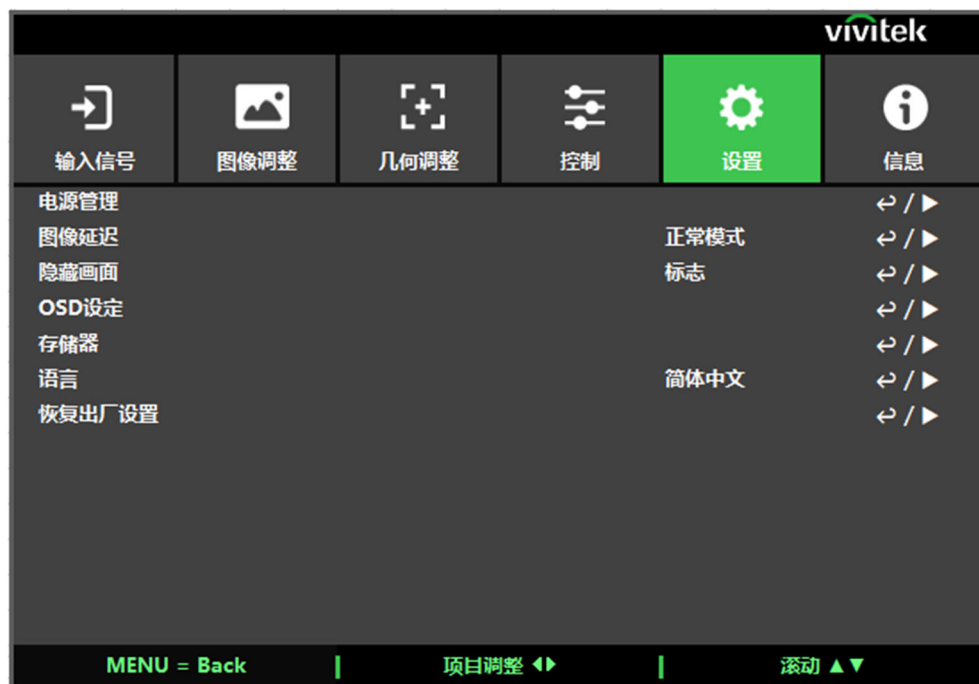 vivitek
输入信号 图像调整 几何调整 控制 设置 信息
电源管理 ↩ / ▶
图像延迟 正常模式 ↩ / ▶
隐藏画面 标志 ↩ / ▶
OSD设定 ↩ / ▶
存储器 ↩ / ▶
语言 简体中文 ↩ / ▶
恢复出厂设置 ↩ / ▶
MENU = Back | 项目调整 ◀▶ | 滚动 ▲▼